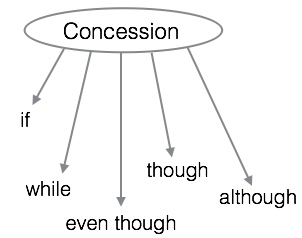 Concession
if
while
even though
though
although